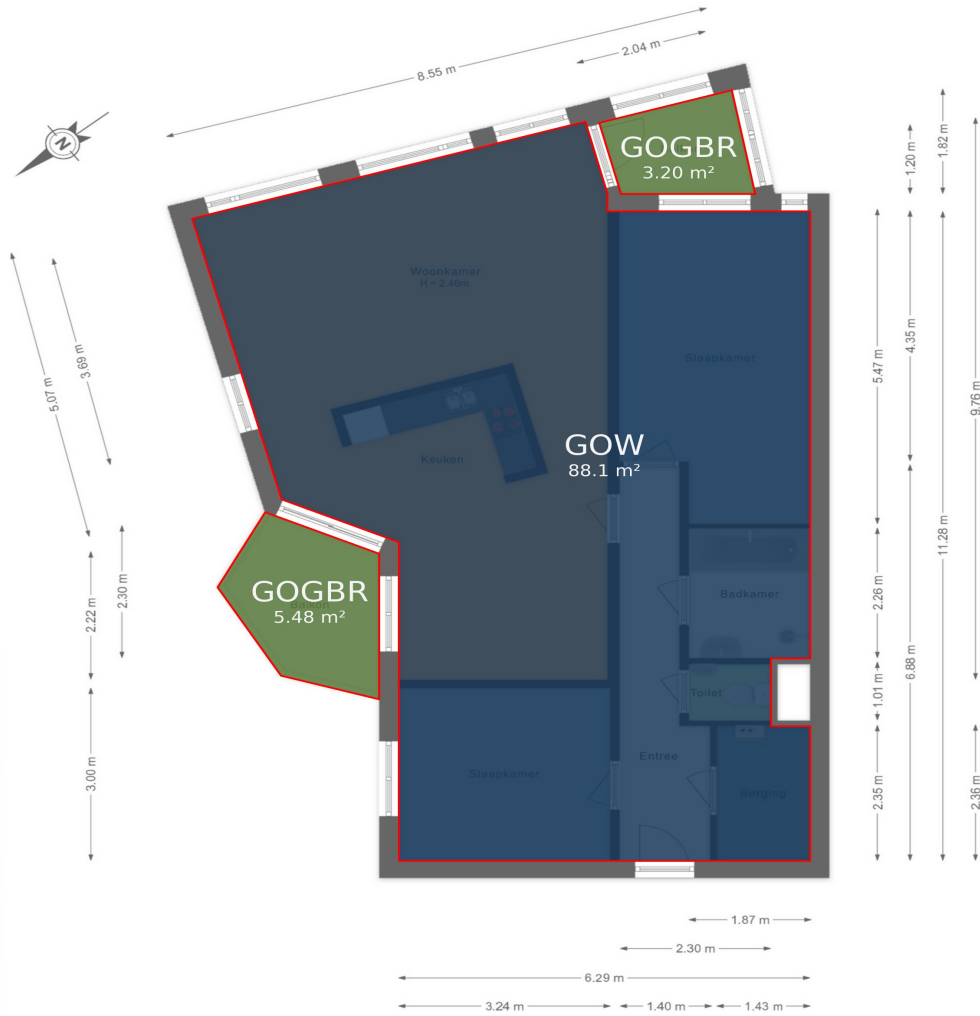 8.55 m
2.04 m
N
GOGBR
3.20 m²
1.20 m
1.82 m
Woonkamer
H = 2.46m
3.69 m
5.07 m
Slaapkamer
5.47 m
4.35 m
9.76 m
Keuken
GOW
88.1 m²
11.28 m
2.30 m
2.22 m
GOGBR
Balkon
5.48 m²
Badkamer
2.26 m
6.88 m
Toilet
1.01 m
3.00 m
Slaapkamer
Entree
Berging
2.35 m
2.36 m
1.87 m
2.30 m
6.29 m
3.24 m
1.40 m
1.43 m